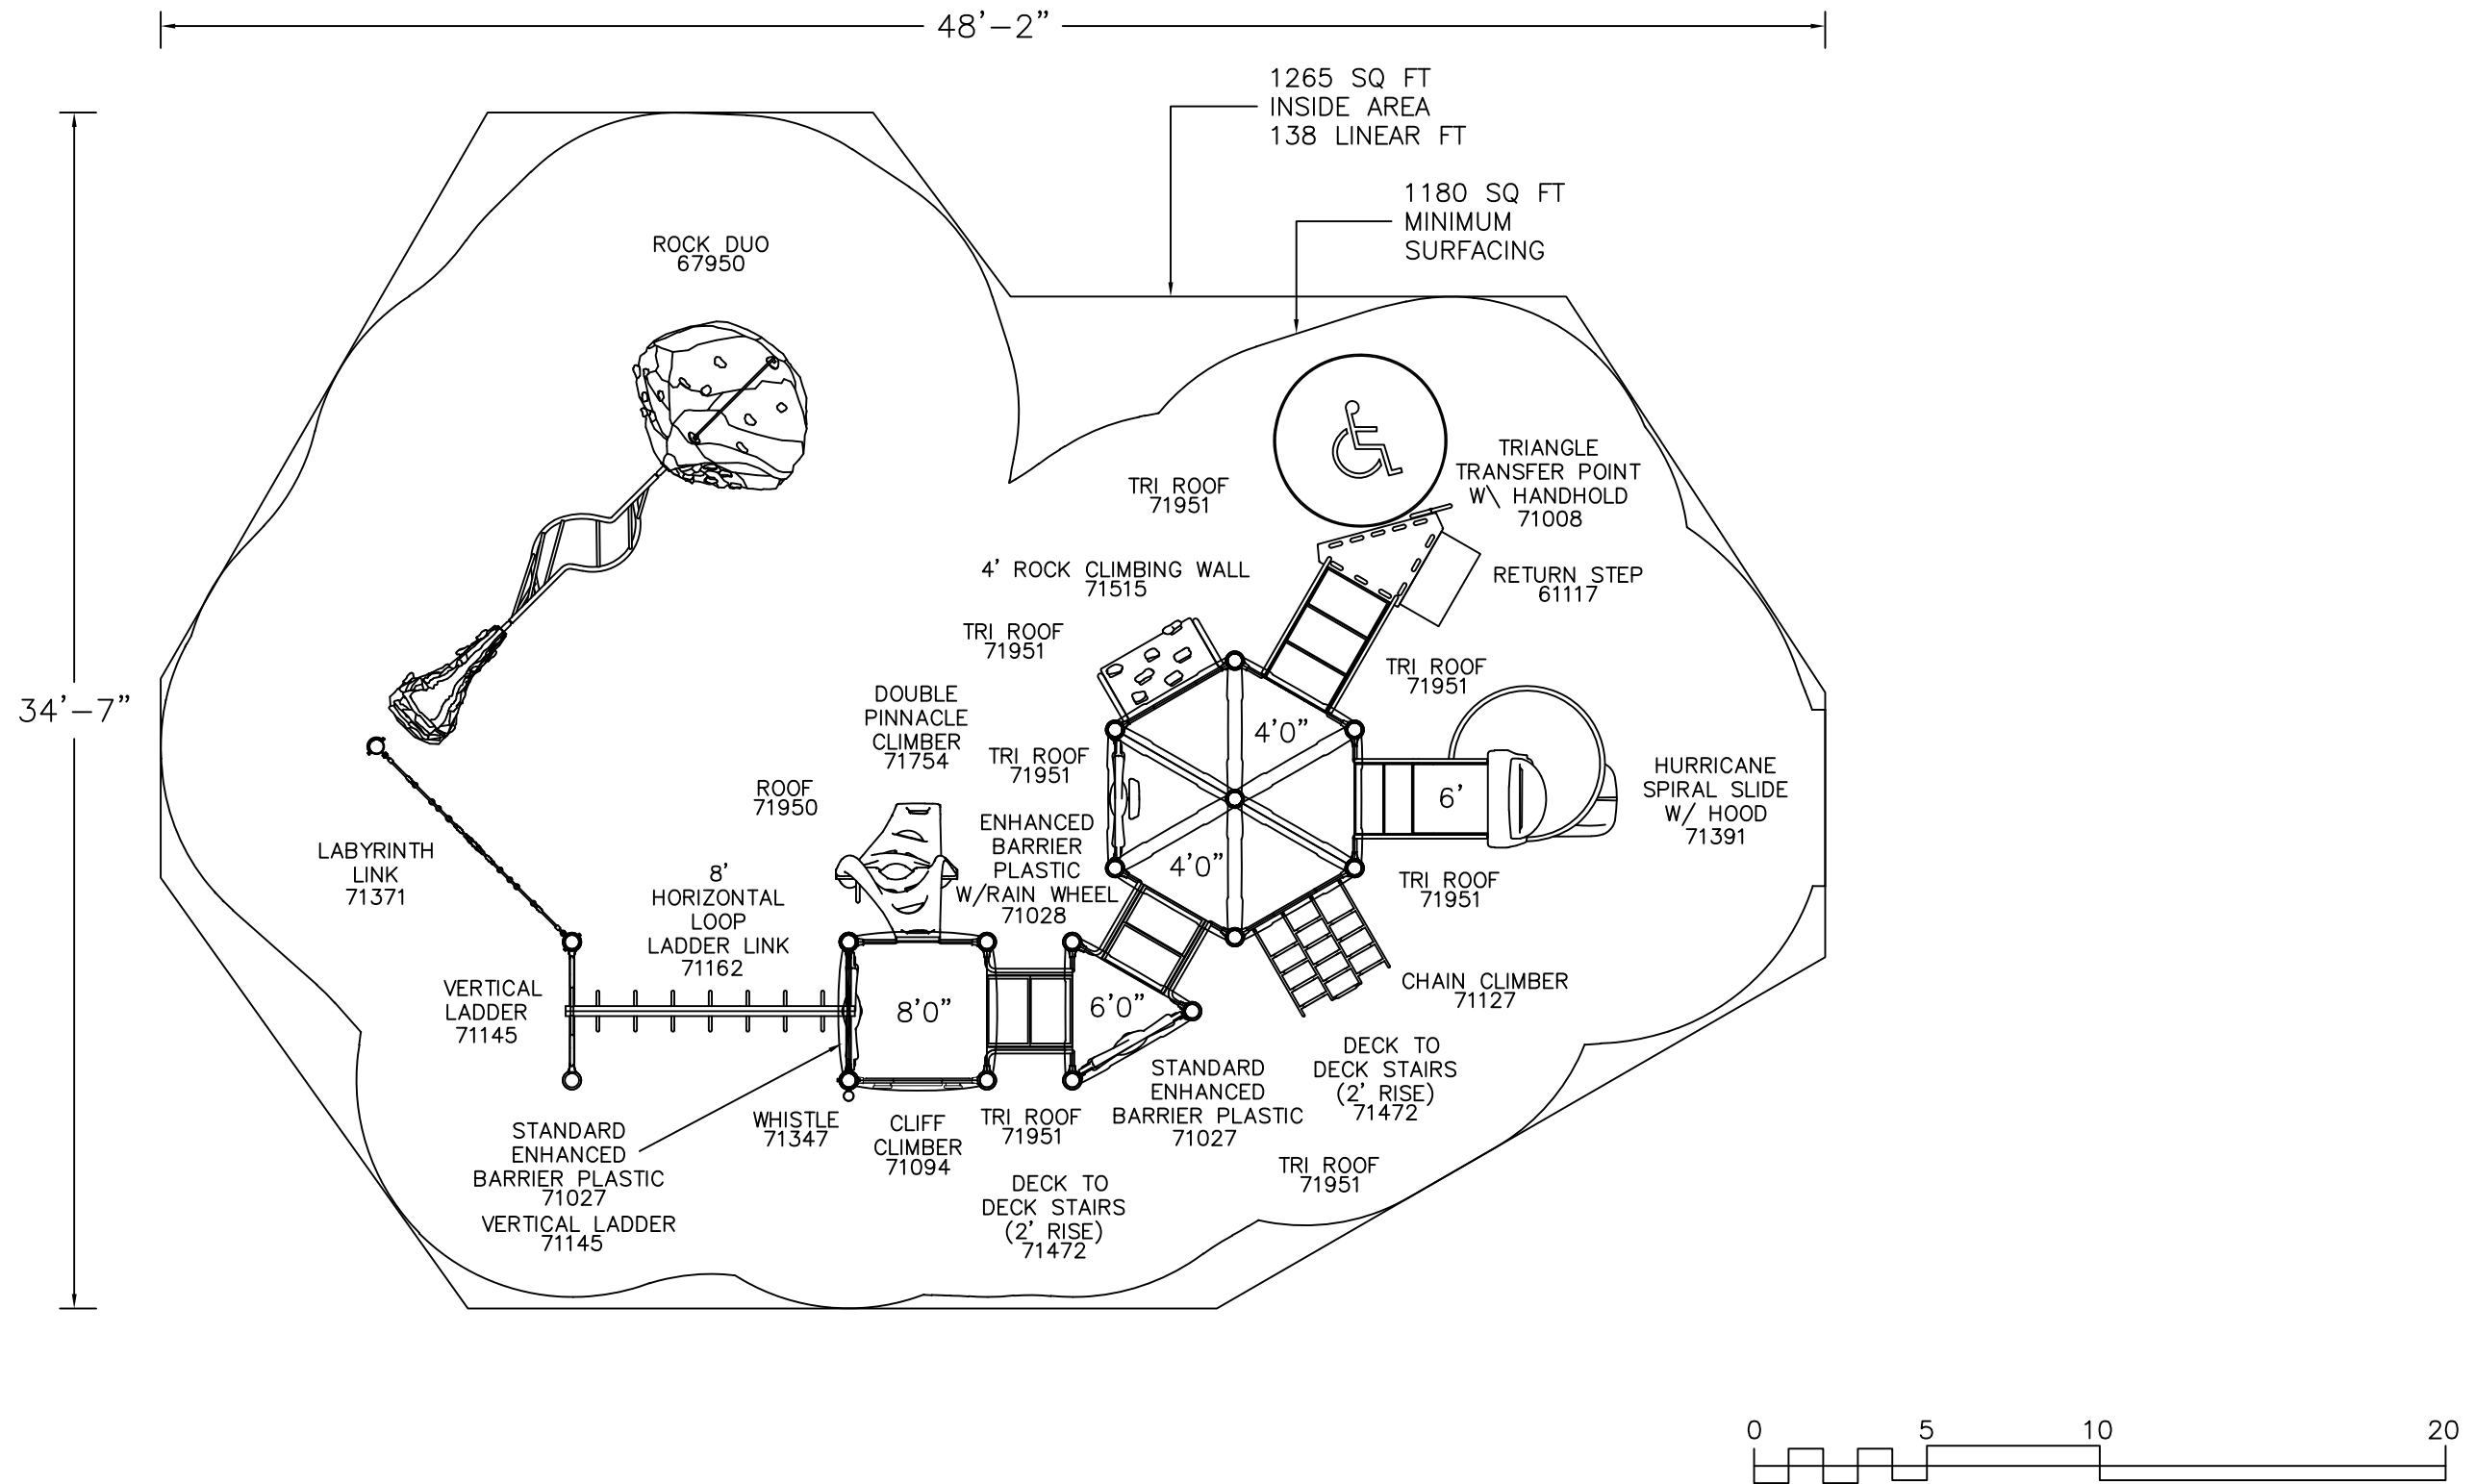 48'-2"
1265 SQ FT
INSIDE AREA
138 LINEAR FT
1180 SQ FT
MINIMUM
SURFACING
ROCK DUO
67950
TRIANGLE
TRANSFER POINT
W\ HANDHOLD
71008
TRI ROOF
71951
4' ROCK CLIMBING WALL
71515
RETURN STEP
61117
TRI ROOF
71951
TRI ROOF
71951
34'-7"
DOUBLE
PINNACLE
CLIMBER
71754
4'0"
TRI ROOF
71951
ROOF
71950
6'
HURRICANE
SPIRAL SLIDE
W/ HOOD
71391
ENHANCED
BARRIER
PLASTIC
W/RAIN WHEEL
71028
4'0"
LABYRINTH
LINK
71371
8'
HORIZONTAL
LOOP
LADDER LINK
71162
TRI ROOF
71951
VERTICAL
LADDER
71145
8'0"
6'0"
CHAIN CLIMBER
71127
DECK TO
DECK STAIRS
(2' RISE)
71472
STANDARD
ENHANCED
BARRIER PLASTIC
71027
WHISTLE
71347
CLIFF
CLIMBER
71094
TRI ROOF
71951
STANDARD
ENHANCED
BARRIER PLASTIC
71027
VERTICAL LADDER
71145
DECK TO
DECK STAIRS
(2' RISE)
71472
TRI ROOF
71951
0 5 10 20